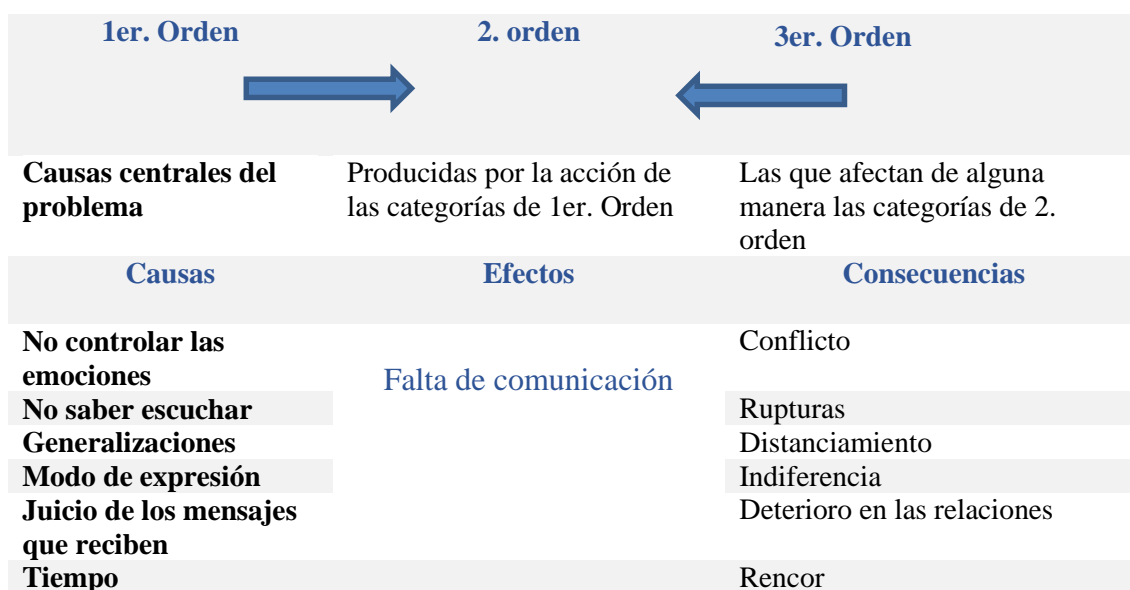 1er. Orden 2. orden 3er. Orden
Causas centrales del problema
Producidas por la acción de
las categorías de 1er. Orden
Las que afectan de alguna
manera las categorías de 2.
orden
Causas Efectos Consecuencias
No controlar las
emociones
Falta de comunicación
Conflicto
No saber escuchar Rupturas
Generalizaciones Distanciamiento
Modo de expresión Indiferencia
Juicio de los mensajes
que reciben
Deterioro en las relaciones
Tiempo Rencor